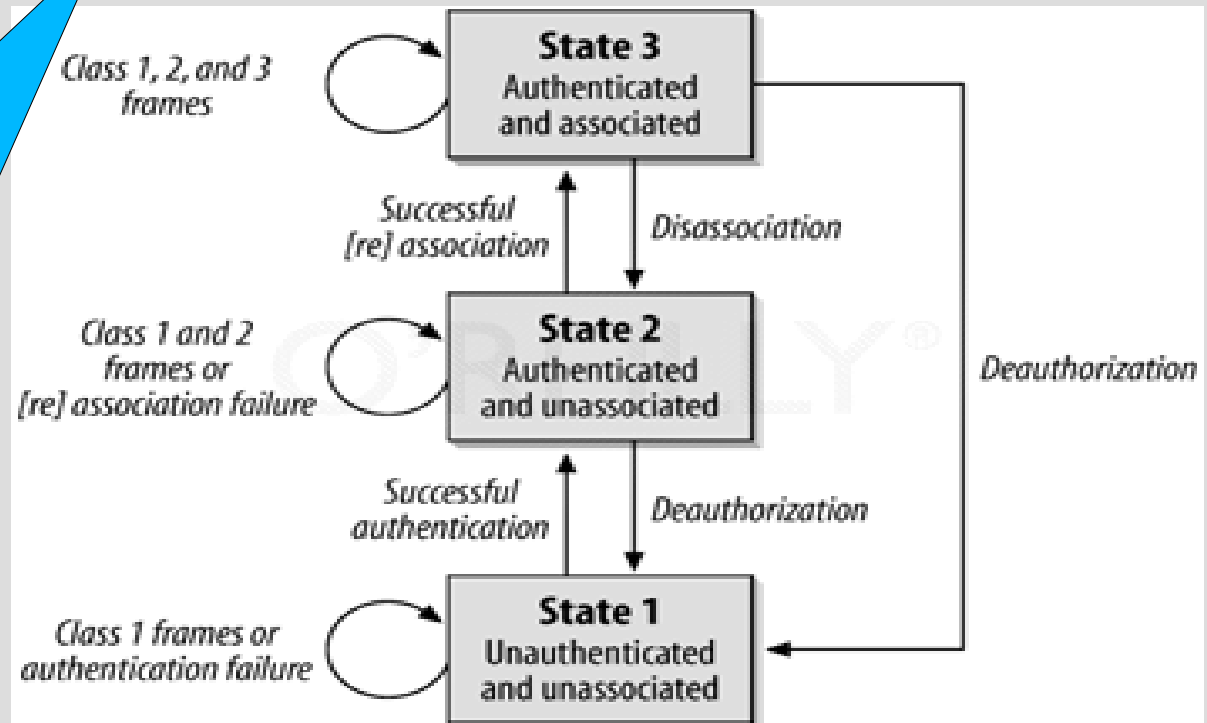 Class 1, 2, and 3
frames
State 3
Authenticated
and associated
Successful
[re] association
Disassociation
Class 1 and 2
frames or
[re] association failure
State 2
Authenticated
and unassociated
Deauthorization
Successful
authentication
Deauthorization
Class 1 frames or
authentication failure
State 1
Unauthenticated
and unassociated
O'REILLY®